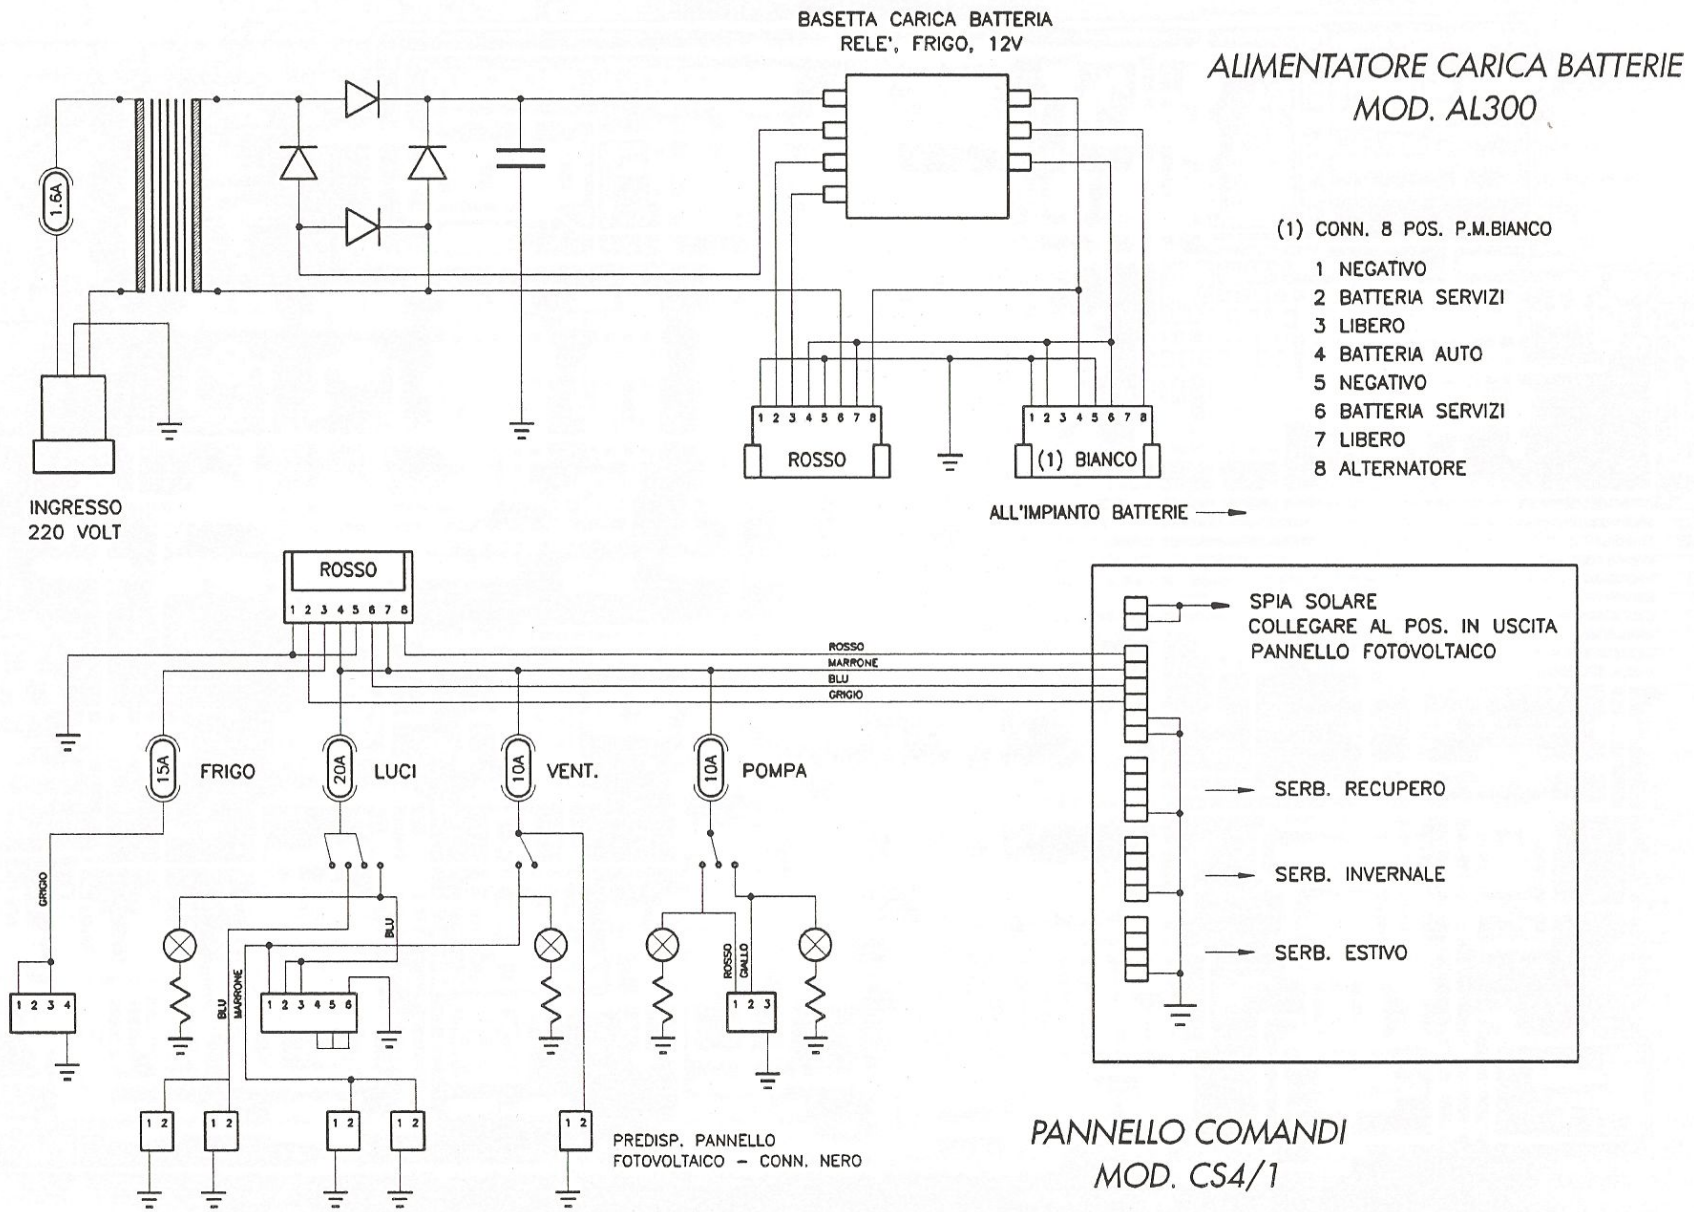 BASETTA CARICA BATTERIA
RELE', FRIGO, 12V
ALIMENTATORE CARICA BATTERIE
MOD. AL300
1.6A
(1) CONN. 8 POS. P.M.BIANCO
1 NEGATIVO
2 BATTERIA SERVIZI
3 LIBERO
4 BATTERIA AUTO
5 NEGATIVO
6 BATTERIA SERVIZI
7 LIBERO
8 ALTERNATORE
1 2 3 4 5 6 7 8
ROSSO
1 2 3 4 5 6 7 8
(1) BIANCO
INGRESSO
220 VOLT
ALL'IMPIANTO BATTERIE
ROSSO
1 2 3 4 5 6 7 8
ROSSO
MARRONE
BLU
GRIGIO
SPIA SOLARE
COLLEGARE AL POS. IN USCITA
PANNELLO FOTOVOLTAICO
15A
FRIGO
20A
LUCI
10A
VENT.
10A
POMPA
SERB. RECUPERO
SERB. INVERNALE
SERB. ESTIVO
GRIGIO
BLU
BLU
MARRONE
ROSSO
GIALLO
1 2 3 4
1 2 3 4 5 6
1 2 3
1 2
1 2
1 2
1 2
1 2
PREDISP. PANNELLO
FOTOVOLTAICO - CONN. NERO
PANNELLO COMANDI
MOD. CS4/1